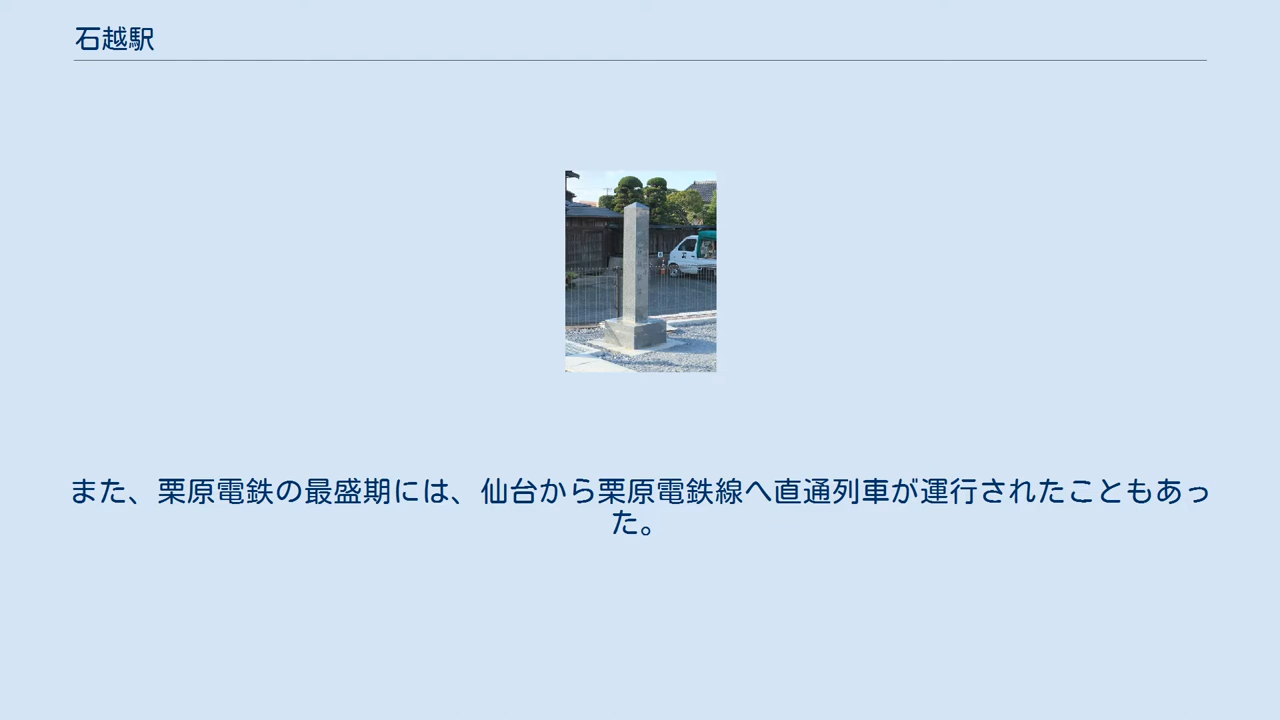 石越駅
また、栗原電鉄の最盛期には、仙台から栗原電鉄線へ直通列車が運行されたこともあっ
た。